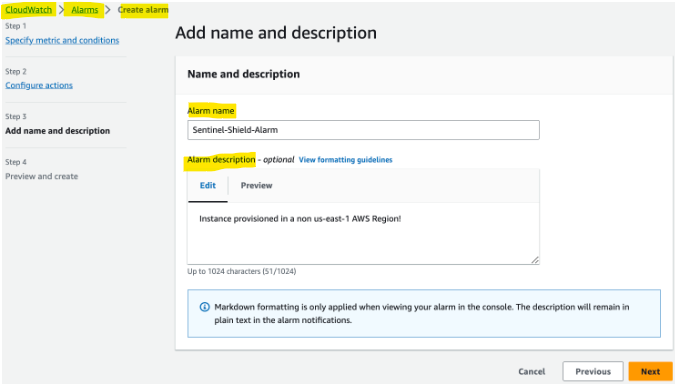 CloudWatch > Alarms > Create alarm
Step 1
Specify metric and conditions
Step 2
Configure actions
Step 3
Add name and description
Step 4
Preview and create
Add name and description
Name and description
Alarm name
Sentinel-Shield-Alarm
Alarm description - optional View formatting guidelines
Edit Preview
Instance provisioned in a non us-east-1 AWS Region!
Up to 1024 characters (51/1024)
Markdown formatting is only applied when viewing your alarm in the console. The description will remain in
plain text in the alarm notifications.
Cancel Previous Next